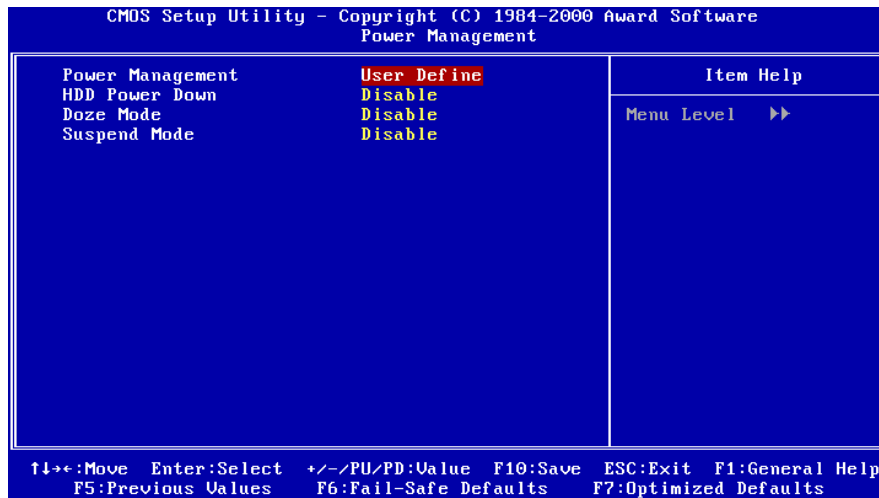 CMOS Setup Utility - Copyright (C) 1984-2000 Award Software
Power Management
Power Management User Define
HDD Power Down Disable
Doze Mode Disable
Suspend Mode Disable
Item Help
Menu Level ▶▶
↑↓→←:Move Enter:Select +/-/PU/PD:Value F10:Save ESC:Exit F1:General Help
F5:Previous Values F6:Fail-Safe Defaults F7:Optimized Defaults